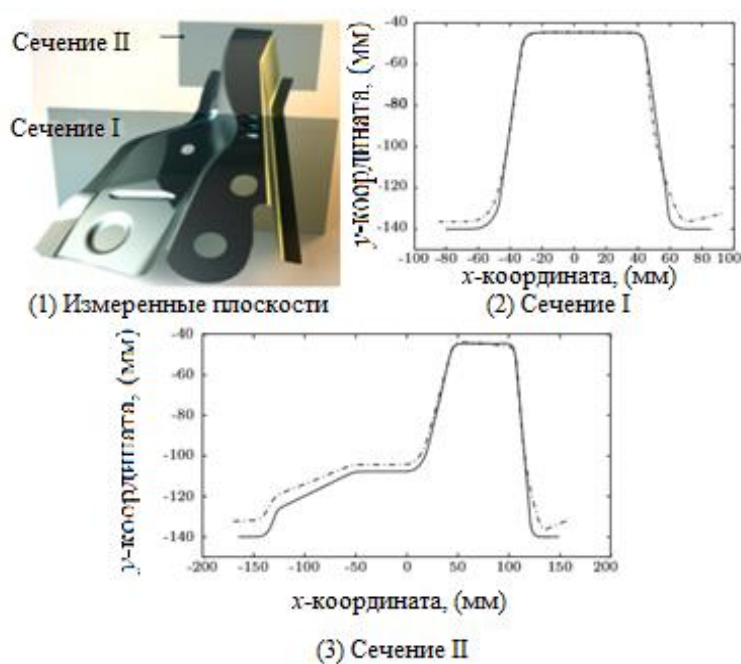 Сечение II
Сечение I
(1) Измеренные плоскости
y-координата, (мм)
-40
-60
-80
-100
-120
-140
-100 -80 -60 -40 -20 0 20 40 60 80 100
x-координата, (мм)
(2) Сечение I
y-координата, (мм)
-40
-60
-80
-100
-120
-140
-200 -150 -100 -50 0 50 100 150 200
x-координата, (мм)
(3) Сечение II